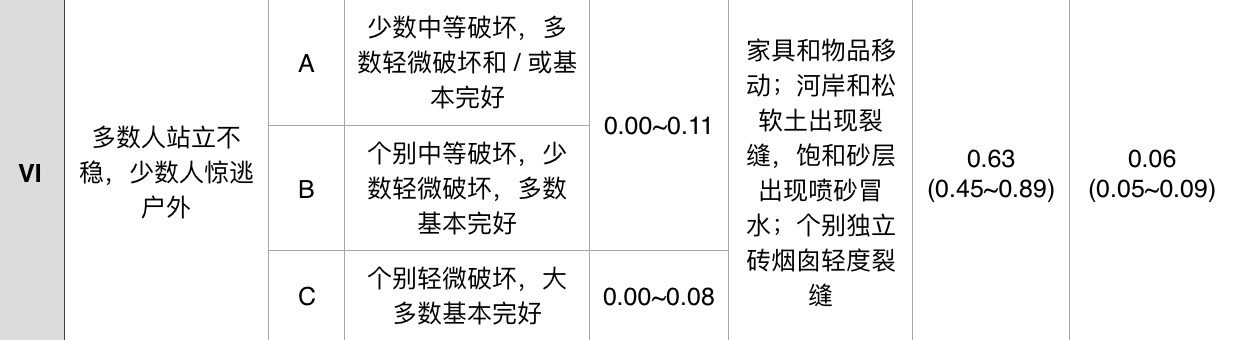 VI
多数人站立不
稳，少数人惊逃
户外
A
少数中等破坏，多
数轻微破坏和 / 或基
本完好
B
个别中等破坏，少
数轻微破坏，多数
基本完好
C
个别轻微破坏，大
多数基本完好
0.00~0.11
0.00~0.08
家具和物品移
动；河岸和松
软土出现裂
缝，饱和砂层
出现喷砂冒
水；个别独立
砖烟囱轻度裂
缝
0.63
(0.45~0.89)
0.06
(0.05~0.09)